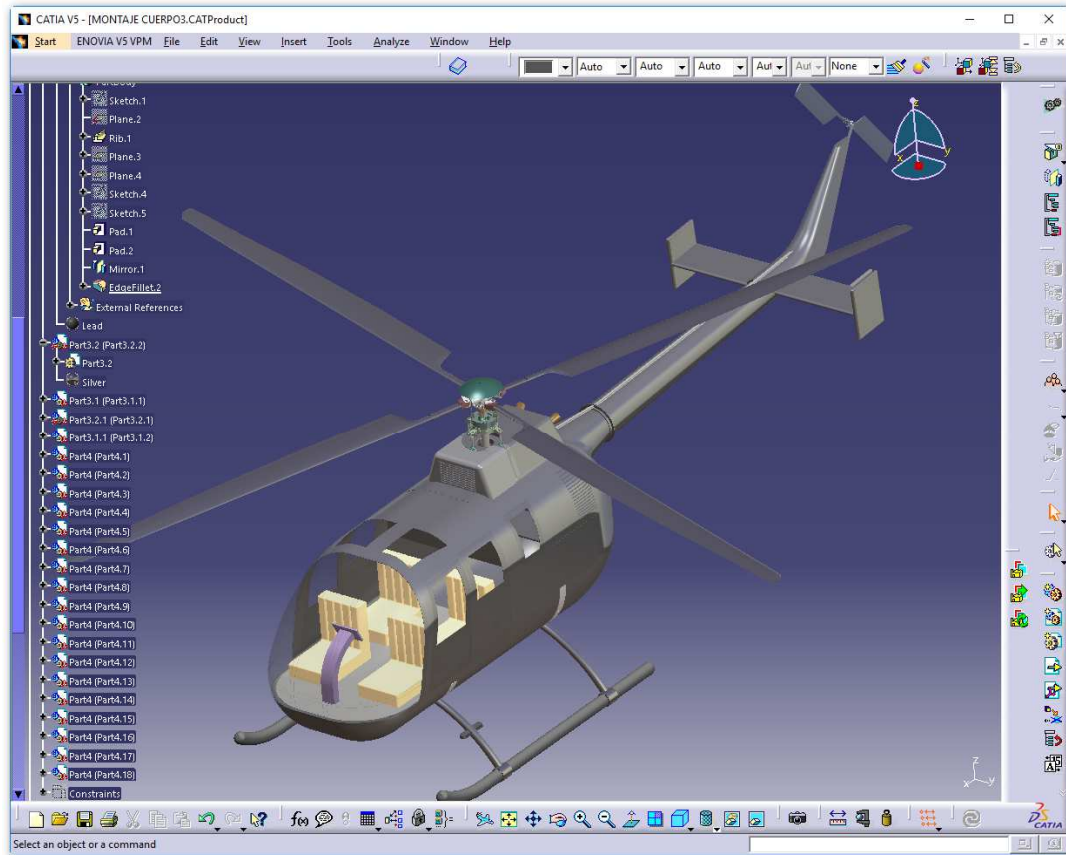 CATIA V5 - [MONTAJE CUERPO3.CATProduct]
Start ENOVIA V5 VPM File Edit View Insert Tools Analyze Window Help
Auto Auto Auto Aut Aut None
Sketch.1
Plane.2
Rib.1
Plane.3
Plane.4
Sketch.4
Sketch.5
Pad.1
Pad.2
Mirror.1
EdgeFillet.2
External References
Lead
Part3.2 (Part3.2.2)
Part3.2
Silver
Part3.1 (Part3.1.1)
Part3.2.1 (Part3.2.1)
Part3.1.1 (Part3.1.2)
Part4 (Part4.1)
Part4 (Part4.2)
Part4 (Part4.3)
Part4 (Part4.4)
Part4 (Part4.5)
Part4 (Part4.6)
Part4 (Part4.7)
Part4 (Part4.8)
Part4 (Part4.9)
Part4 (Part4.10)
Part4 (Part4.11)
Part4 (Part4.12)
Part4 (Part4.13)
Part4 (Part4.14)
Part4 (Part4.15)
Part4 (Part4.16)
Part4 (Part4.17)
Part4 (Part4.18)
Constraints
z
x y
z
x y
f(x)
CATIA
Select an object or a command